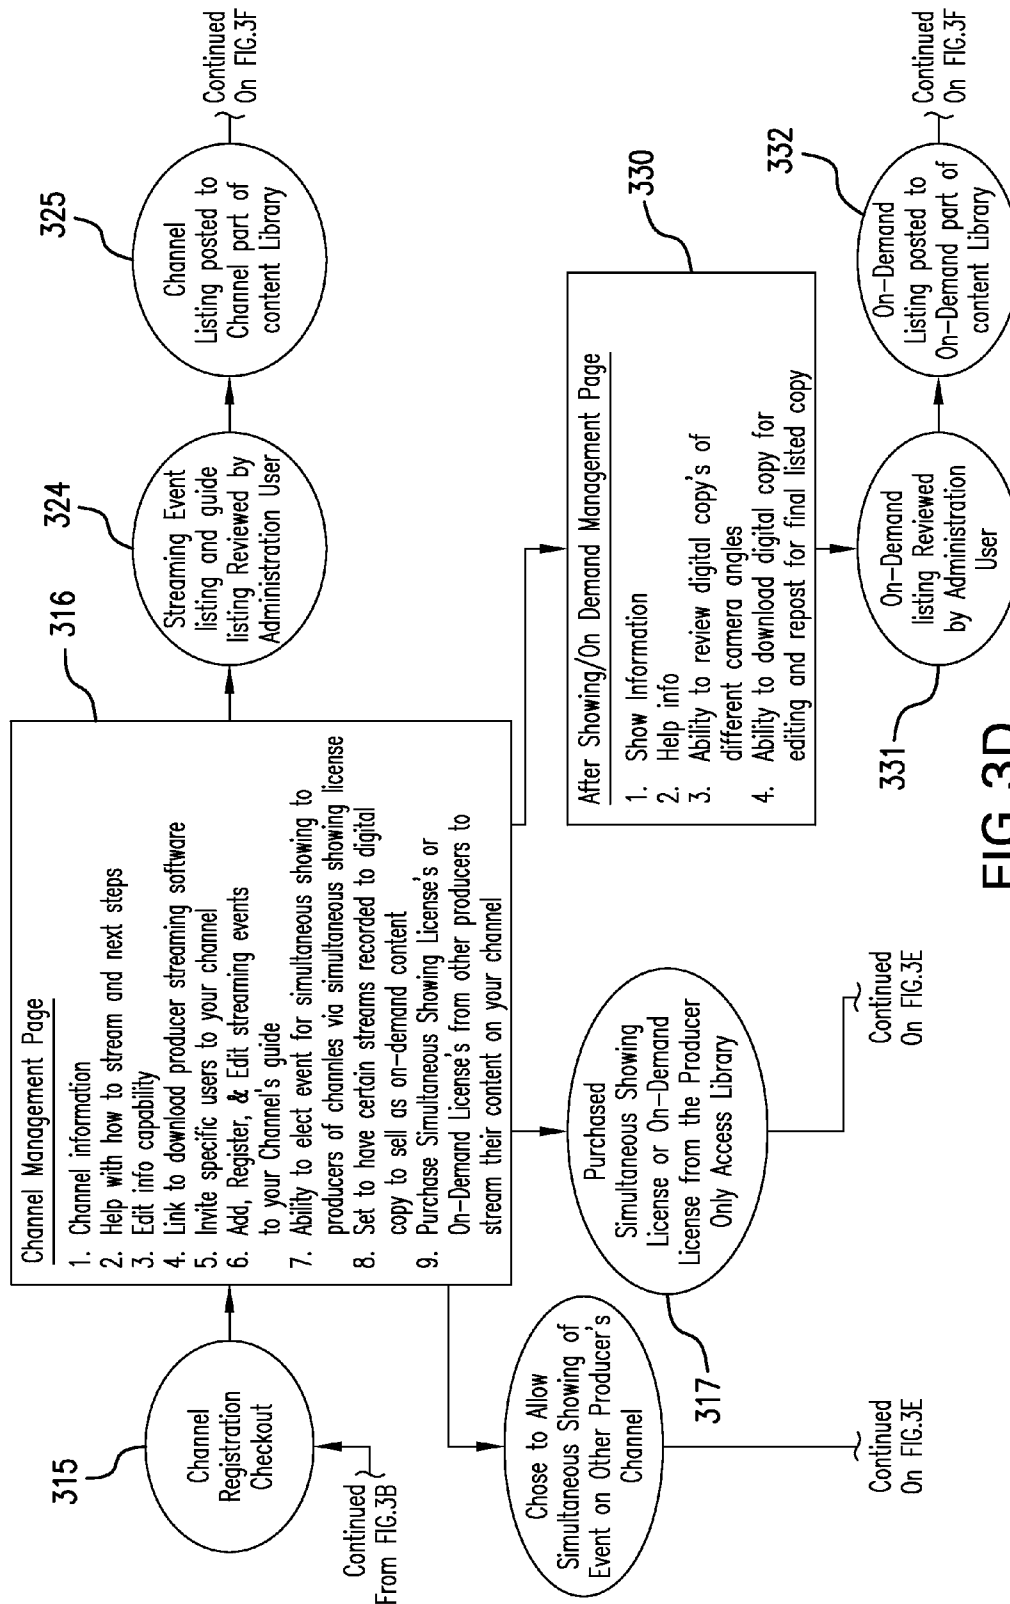 315
Channel
Registration
Checkout
Continued
From FIG.3B
316
Channel Management Page
1. Channel information
2. Help with how to stream and next steps
3. Edit info capability
4. Link to download producer streaming software
5. Invite specific users to your channel
6. Add, Register, & Edit streaming events
to your Channel's guide
7. Ability to elect event for simultaneous showing to
producers of channles via simultaneous showing license
8. Set to have certain streams recorded to digital
copy to sell as on-demand content
9. Purchase Simultaneous Showing License's or
On-Demand License's from other producers to
stream their content on your channel
324
Streaming Event
listing and guide
listing Reviewed by
Administration User
325
Channel
Listing posted to
Channel part of
content Library
Continued
On FIG.3F
Chose to Allow
Simultaneous Showing of
Event on Other Producer's
Channel
Continued
On FIG.3E
317
Purchased
Simultaneous Showing
License or On-Demand
License from the Producer
Only Access Library
Continued
On FIG.3E
330
After Showing/On Demand Management Page
1. Show Information
2. Help info
3. Ability to review digital copy's of
different camera angles
4. Ability to download digital copy for
editing and repost for final listed copy
331
On-Demand
listing Reviewed
by Administration
User
332
On-Demand
Listing posted to
On-Demand part of
content Library
Continued
On FIG.3F
FIG.3D